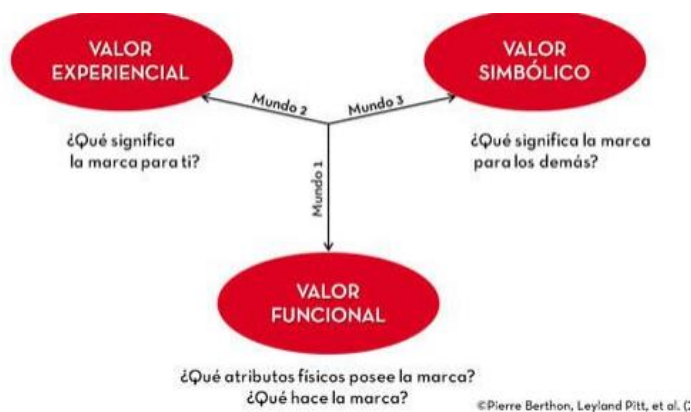 VALOR
EXPERIENCIAL
VALOR
SIMBÓLICO
Mundo 2
Mundo 3
¿Qué significa
la marca para ti?
¿Qué significa la marca
para los demás?
Mundo 1
VALOR
FUNCIONAL
¿Qué atributos físicos posee la marca?
¿Qué hace la marca?
©Pierre Berthon, Leyland Pitt, et al. (2